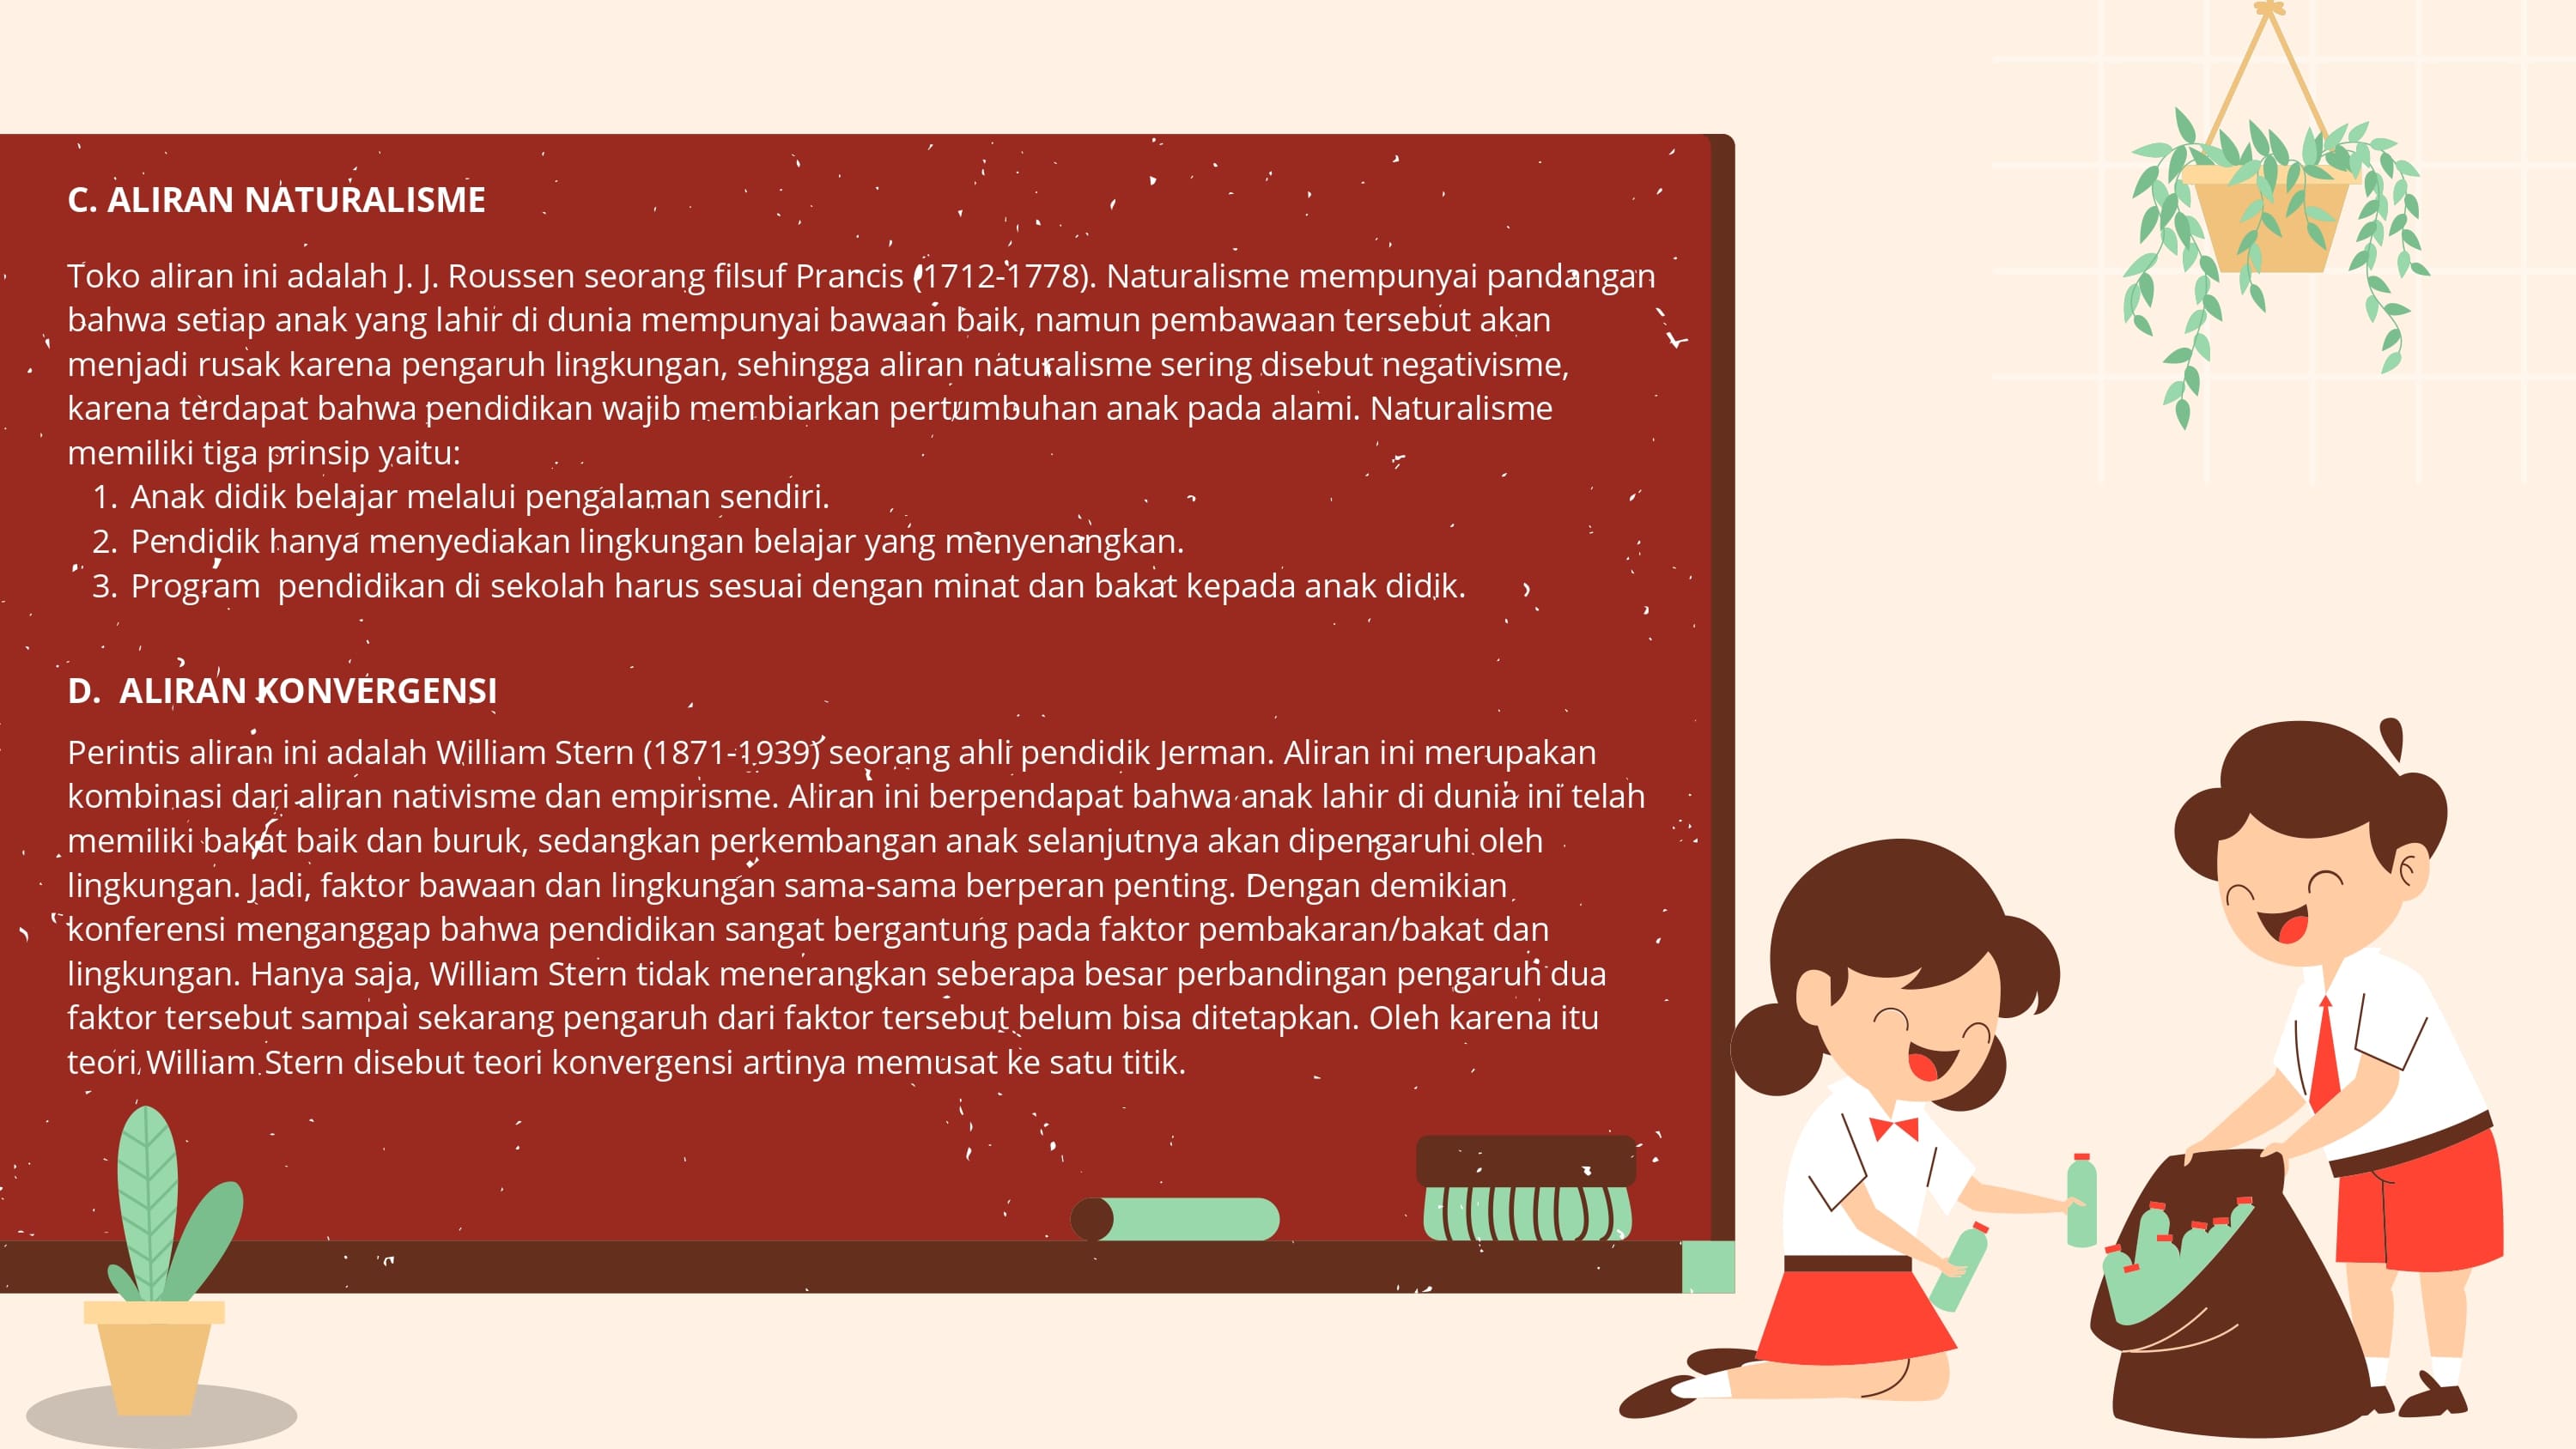 C. ALIRAN NATURALISME
Toko aliran ini adalah J. J. Roussen seorang filsuf Prancis (1712-1778). Naturalisme mempunyai pandangan
bahwa setiap anak yang lahir di dunia mempunyai bawaan baik, namun pembawaan tersebut akan
menjadi rusak karena pengaruh lingkungan, sehingga aliran naturalisme sering disebut negativisme,
karena terdapat bahwa pendidikan wajib membiarkan pertumbuhan anak pada alami. Naturalisme
memiliki tiga prinsip yaitu:
1. Anak didik belajar melalui pengalaman sendiri.
2. Pendidik hanya menyediakan lingkungan belajar yang menyenangkan.
3. Program pendidikan di sekolah harus sesuai dengan minat dan bakat kepada anak didik.
D. ALIRAN KONVERGENSI
Perintis aliran ini adalah William Stern (1871-1939) seorang ahli pendidik Jerman. Aliran ini merupakan
kombinasi dari aliran nativisme dan empirisme. Aliran ini berpendapat bahwa anak lahir di dunia ini telah
memiliki bakat baik dan buruk, sedangkan perkembangan anak selanjutnya akan dipengaruhi oleh
lingkungan. Jadi, faktor bawaan dan lingkungan sama-sama berperan penting. Dengan demikian
konferensi menganggap bahwa pendidikan sangat bergantung pada faktor pembakaran/bakat dan
lingkungan. Hanya saja, William Stern tidak menerangkan seberapa besar perbandingan pengaruh dua
faktor tersebut sampai sekarang pengaruh dari faktor tersebut belum bisa ditetapkan. Oleh karena itu
teori William Stern disebut teori konvergensi artinya memusat ke satu titik.